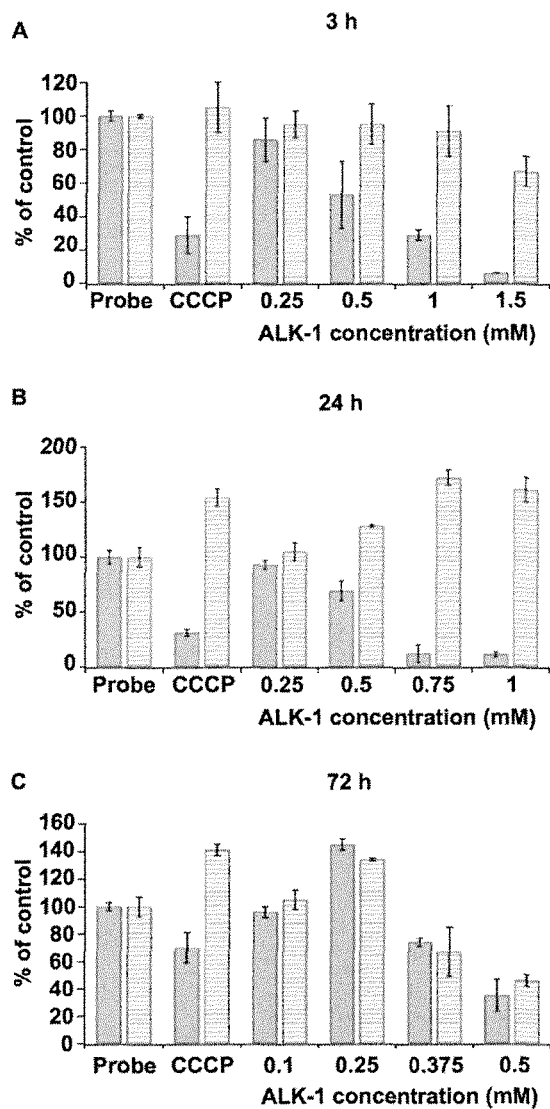 A
3 h
% of control
120
100
80
60
40
20
0
Probe CCCP 0.25 0.5 1 1.5
ALK-1 concentration (mM)
B
24 h
% of control
200
150
100
50
0
Probe CCCP 0.25 0.5 0.75 1
ALK-1 concentration (mM)
C
72 h
% of control
160
140
120
100
80
60
40
20
0
Probe CCCP 0.1 0.25 0.375 0.5
ALK-1 concentration (mM)